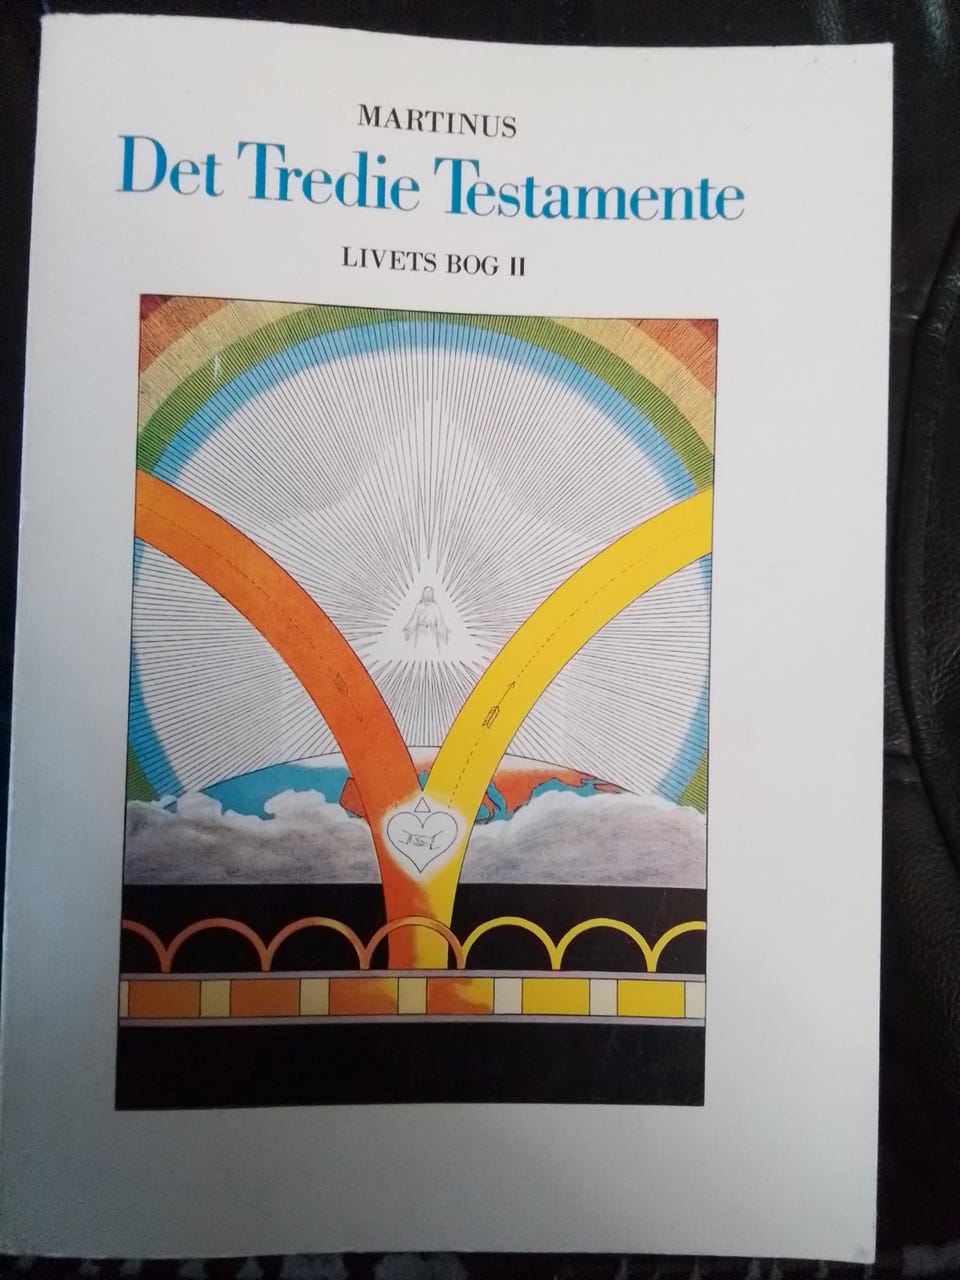 MARTINUS
Det Tredie Testamente
LIVETS BOG II